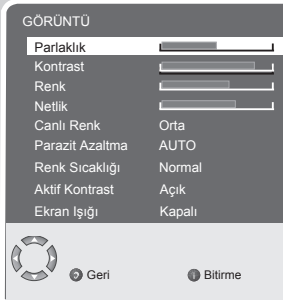 GÖRÜNTÜ
Parlaklık
Kontrast
Renk
Netlik
Canlı Renk Orta
Parazit Azaltma AUTO
Renk Sıcaklığı Normal
Aktif Kontrast Açık
Ekran Işığı Kapalı
Geri Bitirme